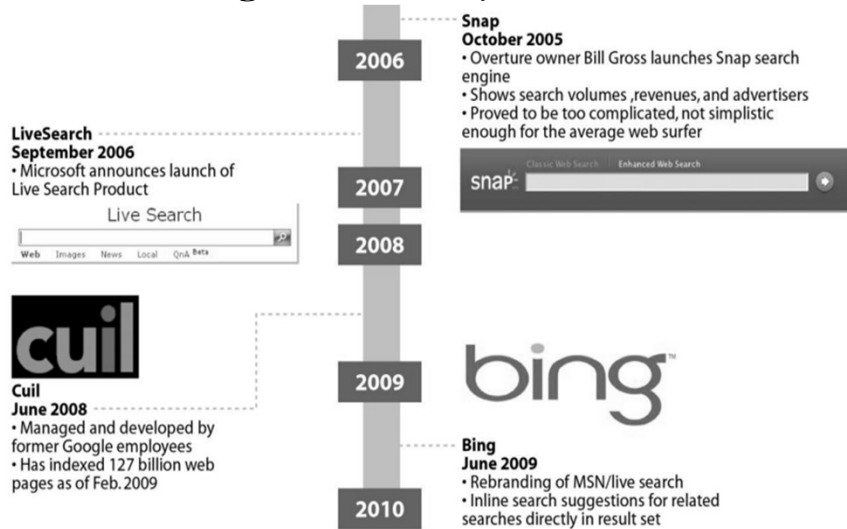 Snap
October 2005
• Overture owner Bill Gross launches Snap search
engine
• Shows search volumes ,revenues, and advertisers
• Proved to be too complicated, not simplistic
enough for the average web surfer
Classic Web Search Enhanced Web Search
snap
2006
LiveSearch
September 2006
• Microsoft announces launch of
Live Search Product
Live Search
Web Images News Local QnA Beta
2007
2008
cuil
Cuil
June 2008
• Managed and developed by
former Google employees
• Has indexed 127 billion web
pages as of Feb. 2009
2009
bing™
Bing
June 2009
• Rebranding of MSN/live search
• Inline search suggestions for related
searches directly in result set
2010